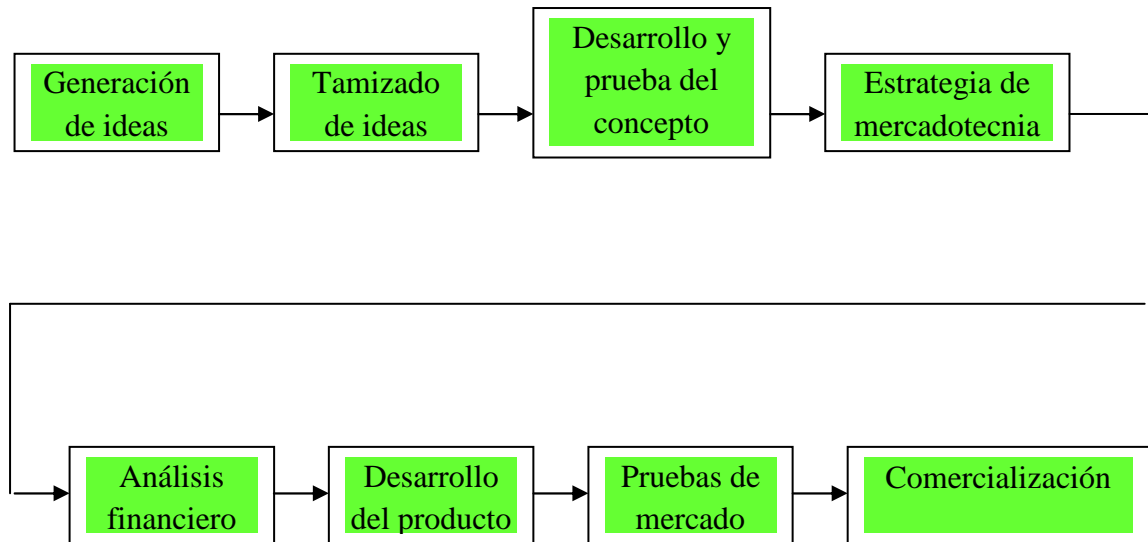 Generación
de ideas
Tamizado
de ideas
Desarrollo y
prueba del
concepto
Estrategia de
mercadotecnia
Análisis
financiero
Desarrollo
del producto
Pruebas de
mercado
Comercialización